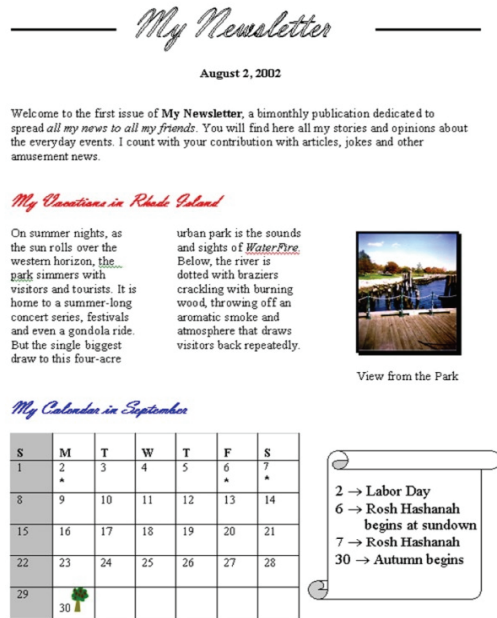 My Newsletter
August 2, 2002
Welcome to the first issue of My Newsletter, a bimonthly publication dedicated to
spread all my news to all my friends. You will find here all my stories and opinions about
the everyday events. I count with your contribution with articles, jokes and other
amusement news.
My Vacations in Rhode Island
On summer nights, as
the sun rolls over the
western horizon, the
park simmers with
visitors and tourists. It is
home to a summer-long
concert series, festivals
and even a gondola ride.
But the single biggest
draw to this four-acre
urban park is the sounds
and sights of WaterFire.
Below, the river is
dotted with braziers
crackling with burning
wood, throwing off an
aromatic smoke and
atmosphere that draws
visitors back repeatedly.
View from the Park
My Calendar in September
S M T W T F S
1 2 3 4 5 6 7
* * *
8 9 10 11 12 13 14
15 16 17 18 19 20 21
22 23 24 25 26 27 28
29 30
2 → Labor Day
6 → Rosh Hashanah
begins at sundown
7 → Rosh Hashanah
30 → Autumn begins